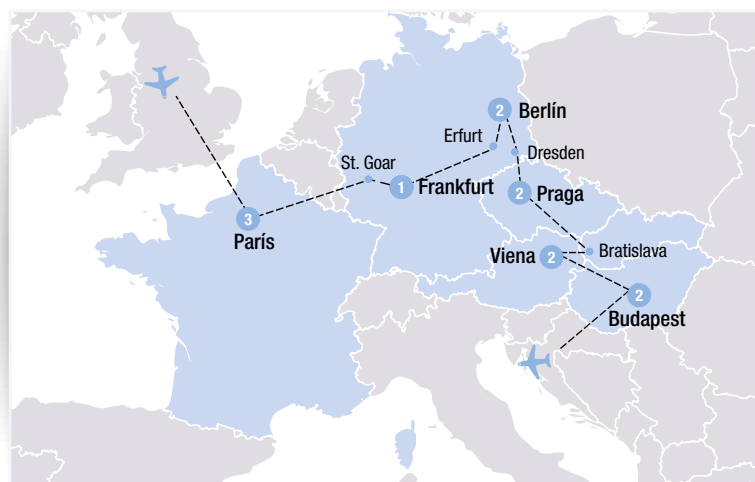 2 Berlín
Erfurt
Dresden
St. Goar
1 Frankfurt
2 Praga
3
París
Viena 2
Bratislava
2
Budapest